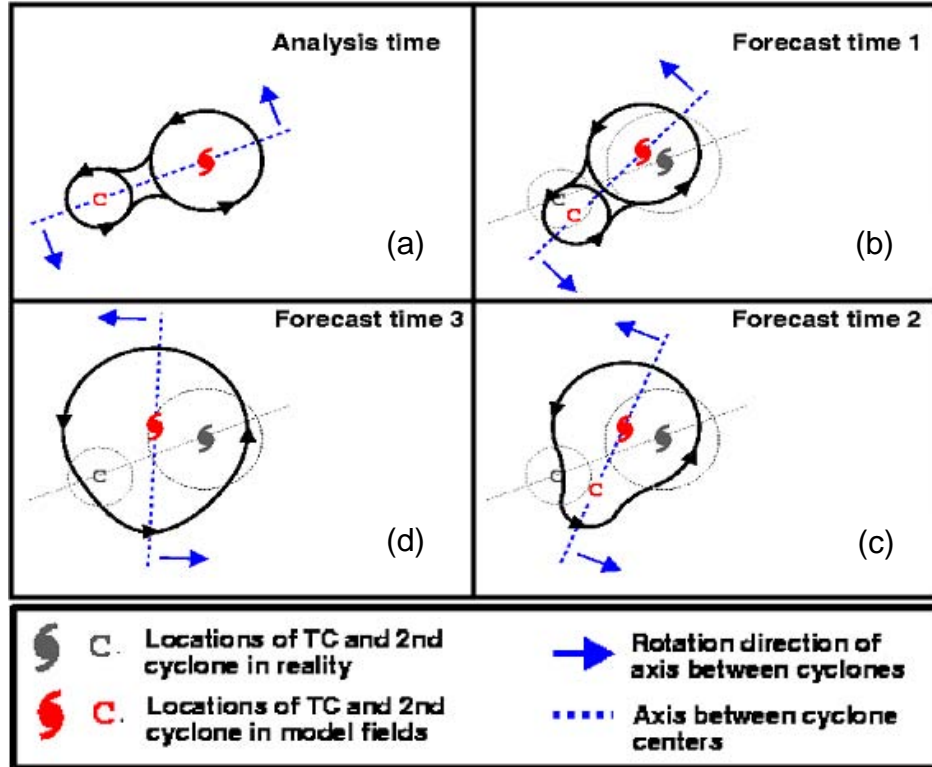 Analysis time
C
(a)
Forecast time 1
C
C
(b)
Forecast time 3
C
(d)
Forecast time 2
C
C
(c)
C. Locations of TC and 2nd
cyclone in reality
C. Locations of TC and 2nd
cyclone in model fields
Rotation direction of
axis between cyclones
Axis between cyclone
centers